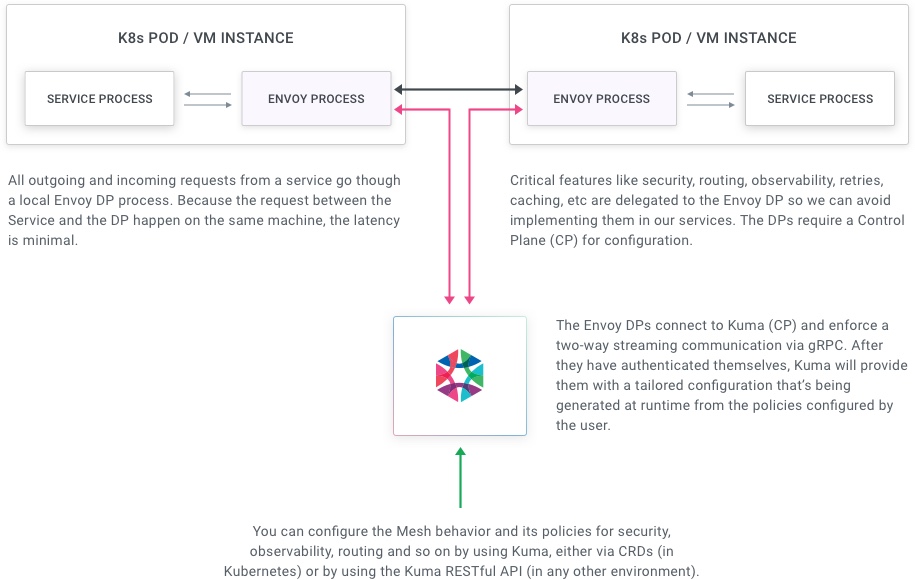 K8s POD / VM INSTANCE
SERVICE PROCESS
ENVOY PROCESS
K8s POD / VM INSTANCE
ENVOY PROCESS
SERVICE PROCESS
All outgoing and incoming requests from a service go though
a local Envoy DP process. Because the request between the
Service and the DP happen on the same machine, the latency
is minimal.
Critical features like security, routing, observability, retries,
caching, etc are delegated to the Envoy DP so we can avoid
implementing them in our services. The DPs require a Control
Plane (CP) for configuration.
The Envoy DPs connect to Kuma (CP) and enforce a
two-way streaming communication via gRPC. After
they have authenticated themselves, Kuma will provide
them with a tailored configuration that's being
generated at runtime from the policies configured by
the user.
You can configure the Mesh behavior and its policies for security,
observability, routing and so on by using Kuma, either via CRDs (in
Kubernetes) or by using the Kuma RESTful API (in any other environment).